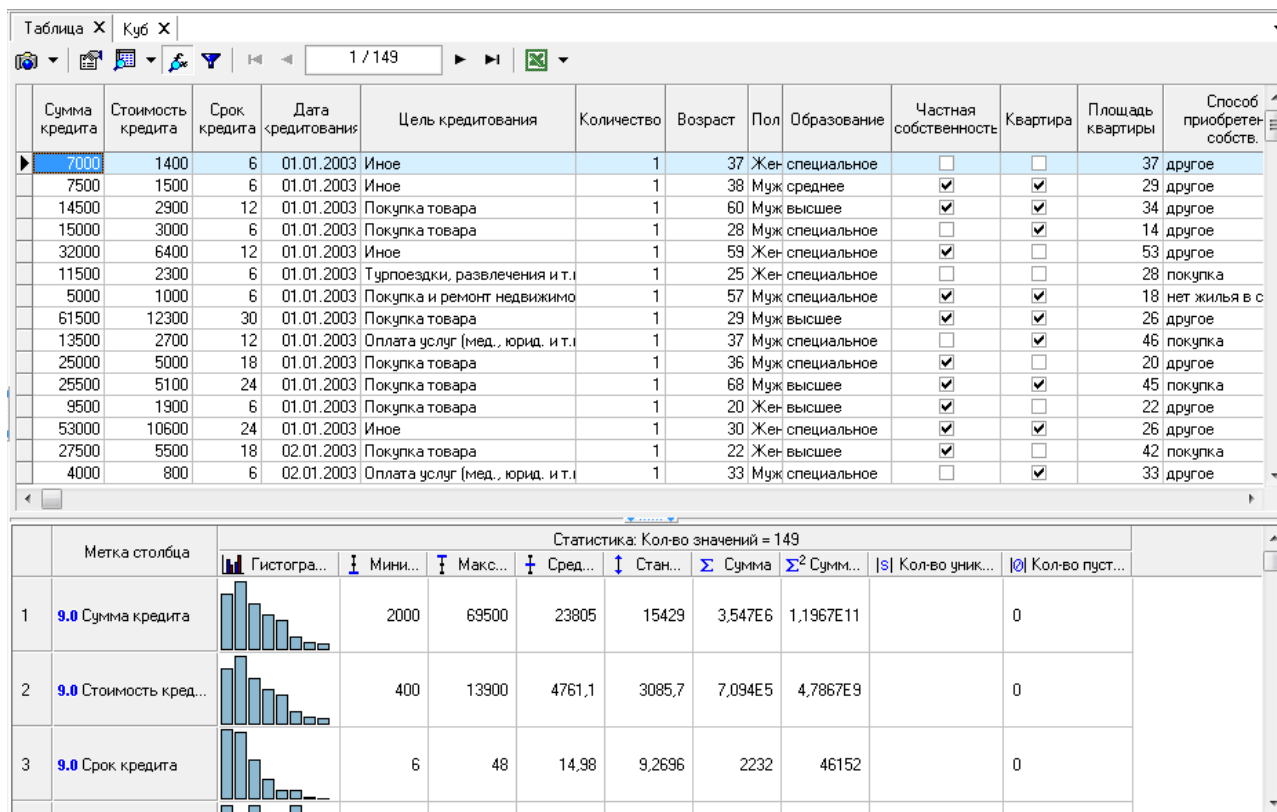 Таблица X Куб X
1 / 149
Сумма кредита Стоимость кредита Срок кредита Дата кредитования Цель кредитования Количество Возраст Пол Образование Частная собственность Квартира Площадь квартиры Способ приобретен собств.
7000 1400 6 01.01.2003 Иное 1 37 Жен специальное 37 другое
7500 1500 6 01.01.2003 Иное 1 38 Муж среднее 29 другое
14500 2900 12 01.01.2003 Покупка товара 1 60 Муж высшее 34 другое
15000 3000 6 01.01.2003 Покупка товара 1 28 Муж специальное 14 другое
32000 6400 12 01.01.2003 Иное 1 59 Жен специальное 53 другое
11500 2300 6 01.01.2003 Турпоездки, развлечения и т.п 1 25 Жен специальное 28 покупка
5000 1000 6 01.01.2003 Покупка и ремонт недвижимо 1 57 Муж специальное 18 нет жилья в с
61500 12300 30 01.01.2003 Покупка товара 1 29 Муж высшее 26 другое
13500 2700 12 01.01.2003 Оплата услуг (мед., юрид. и т.п 1 37 Муж специальное 46 покупка
25000 5000 18 01.01.2003 Покупка товара 1 36 Муж специальное 20 другое
25500 5100 24 01.01.2003 Покупка товара 1 68 Муж высшее 45 покупка
9500 1900 6 01.01.2003 Покупка товара 1 20 Жен высшее 22 другое
53000 10600 24 01.01.2003 Иное 1 30 Жен специальное 26 другое
27500 5500 18 02.01.2003 Покупка товара 1 22 Жен высшее 42 покупка
4000 800 6 02.01.2003 Оплата услуг (мед., юрид. и т.п 1 33 Муж специальное 33 другое
Метка столбца Статистика: Кол-во значений = 149
Гистогра... Мини... Макс... Сред... Стан... Σ Сумма Σ² Сумм... |S| Кол-во уник... |Ø| Кол-во пуст...
1 9.0 Сумма кредита 2000 69500 23805 15429 3,547E6 1,1967E11 0
2 9.0 Стоимость кред... 400 13900 4761,1 3085,7 7,094E5 4,7867E9 0
3 9.0 Срок кредита 6 48 14,98 9,2696 2232 46152 0